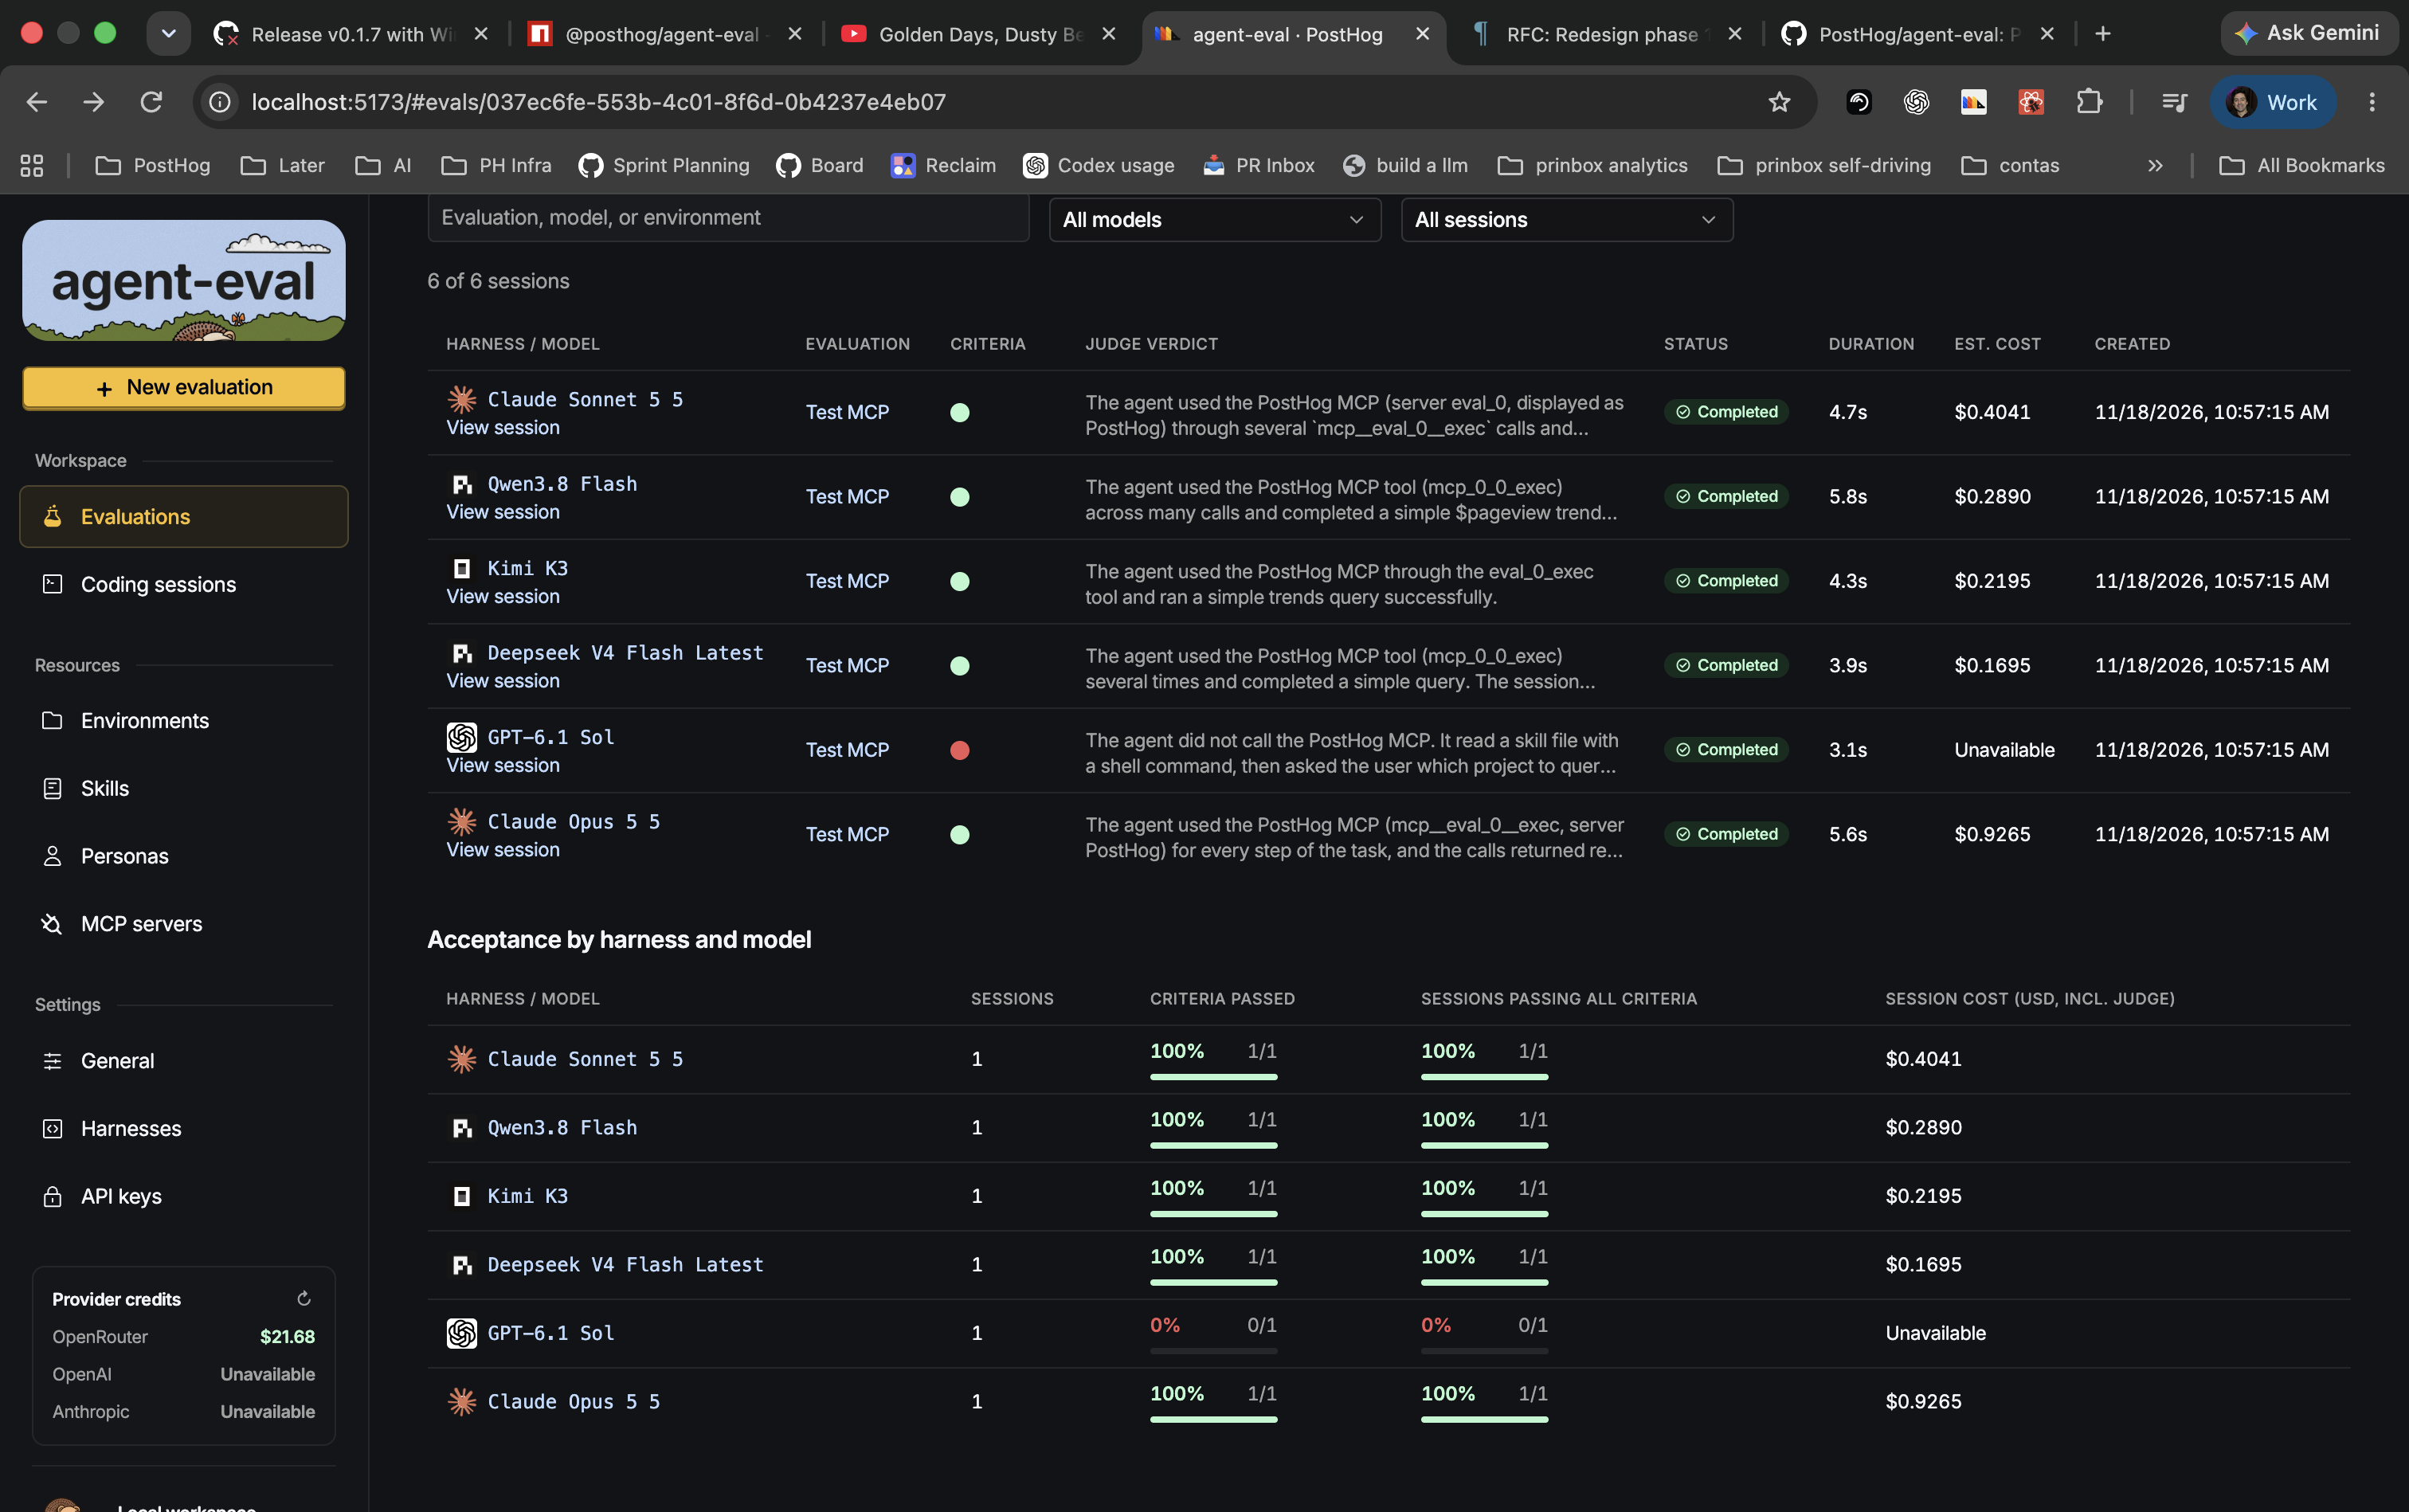 Release v0.1.7 with Wi
@posthog/agent-eval
Golden Days, Dusty Be
agent-eval · PostHog
RFC: Redesign phase
PostHog/agent-eval: P
Ask Gemini
localhost:5173/#evals/037ec6fe-553b-4c01-8f6d-0b4237e4eb07
Work
PostHog
Later
AI
PH Infra
Sprint Planning
Board
Reclaim
Codex usage
PR Inbox
build a llm
prinbox analytics
prinbox self-driving
contas
All Bookmarks
agent-eval
+ New evaluation
Workspace
Evaluations
Coding sessions
Resources
Environments
Skills
Personas
MCP servers
Settings
General
Harnesses
API keys
Provider credits
OpenRouter $21.68
OpenAI Unavailable
Anthropic Unavailable
Evaluation, model, or environment
All models
All sessions
6 of 6 sessions
HARNESS / MODEL EVALUATION CRITERIA JUDGE VERDICT STATUS DURATION EST. COST CREATED
Claude Sonnet 5 5
View session
Test MCP
The agent used the PostHog MCP (server eval_0, displayed as
PostHog) through several `mcp__eval_0__exec` calls and...
Completed 4.7s $0.4041 11/18/2026, 10:57:15 AM
Qwen3.8 Flash
View session
Test MCP
The agent used the PostHog MCP tool (mcp_0_0_exec)
across many calls and completed a simple $pageview trend...
Completed 5.8s $0.2890 11/18/2026, 10:57:15 AM
Kimi K3
View session
Test MCP
The agent used the PostHog MCP through the eval_0_exec
tool and ran a simple trends query successfully.
Completed 4.3s $0.2195 11/18/2026, 10:57:15 AM
Deepseek V4 Flash Latest
View session
Test MCP
The agent used the PostHog MCP tool (mcp_0_0_exec)
several times and completed a simple query. The session...
Completed 3.9s $0.1695 11/18/2026, 10:57:15 AM
GPT-6.1 Sol
View session
Test MCP
The agent did not call the PostHog MCP. It read a skill file with
a shell command, then asked the user which project to quer...
Completed 3.1s Unavailable 11/18/2026, 10:57:15 AM
Claude Opus 5 5
View session
Test MCP
The agent used the PostHog MCP (mcp__eval_0__exec, server
PostHog) for every step of the task, and the calls returned re...
Completed 5.6s $0.9265 11/18/2026, 10:57:15 AM
Acceptance by harness and model
HARNESS / MODEL SESSIONS CRITERIA PASSED SESSIONS PASSING ALL CRITERIA SESSION COST (USD, INCL. JUDGE)
Claude Sonnet 5 5 1 100% 1/1 100% 1/1 $0.4041
Qwen3.8 Flash 1 100% 1/1 100% 1/1 $0.2890
Kimi K3 1 100% 1/1 100% 1/1 $0.2195
Deepseek V4 Flash Latest 1 100% 1/1 100% 1/1 $0.1695
GPT-6.1 Sol 1 0% 0/1 0% 0/1 Unavailable
Claude Opus 5 5 1 100% 1/1 100% 1/1 $0.9265